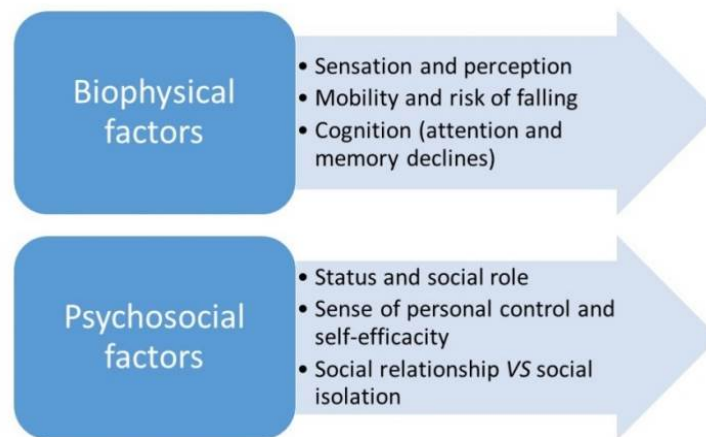 Biophysical
factors
• Sensation and perception
• Mobility and risk of falling
• Cognition (attention and
memory declines)
Psychosocial
factors
• Status and social role
• Sense of personal control and
self-efficacity
• Social relationship VS social
isolation